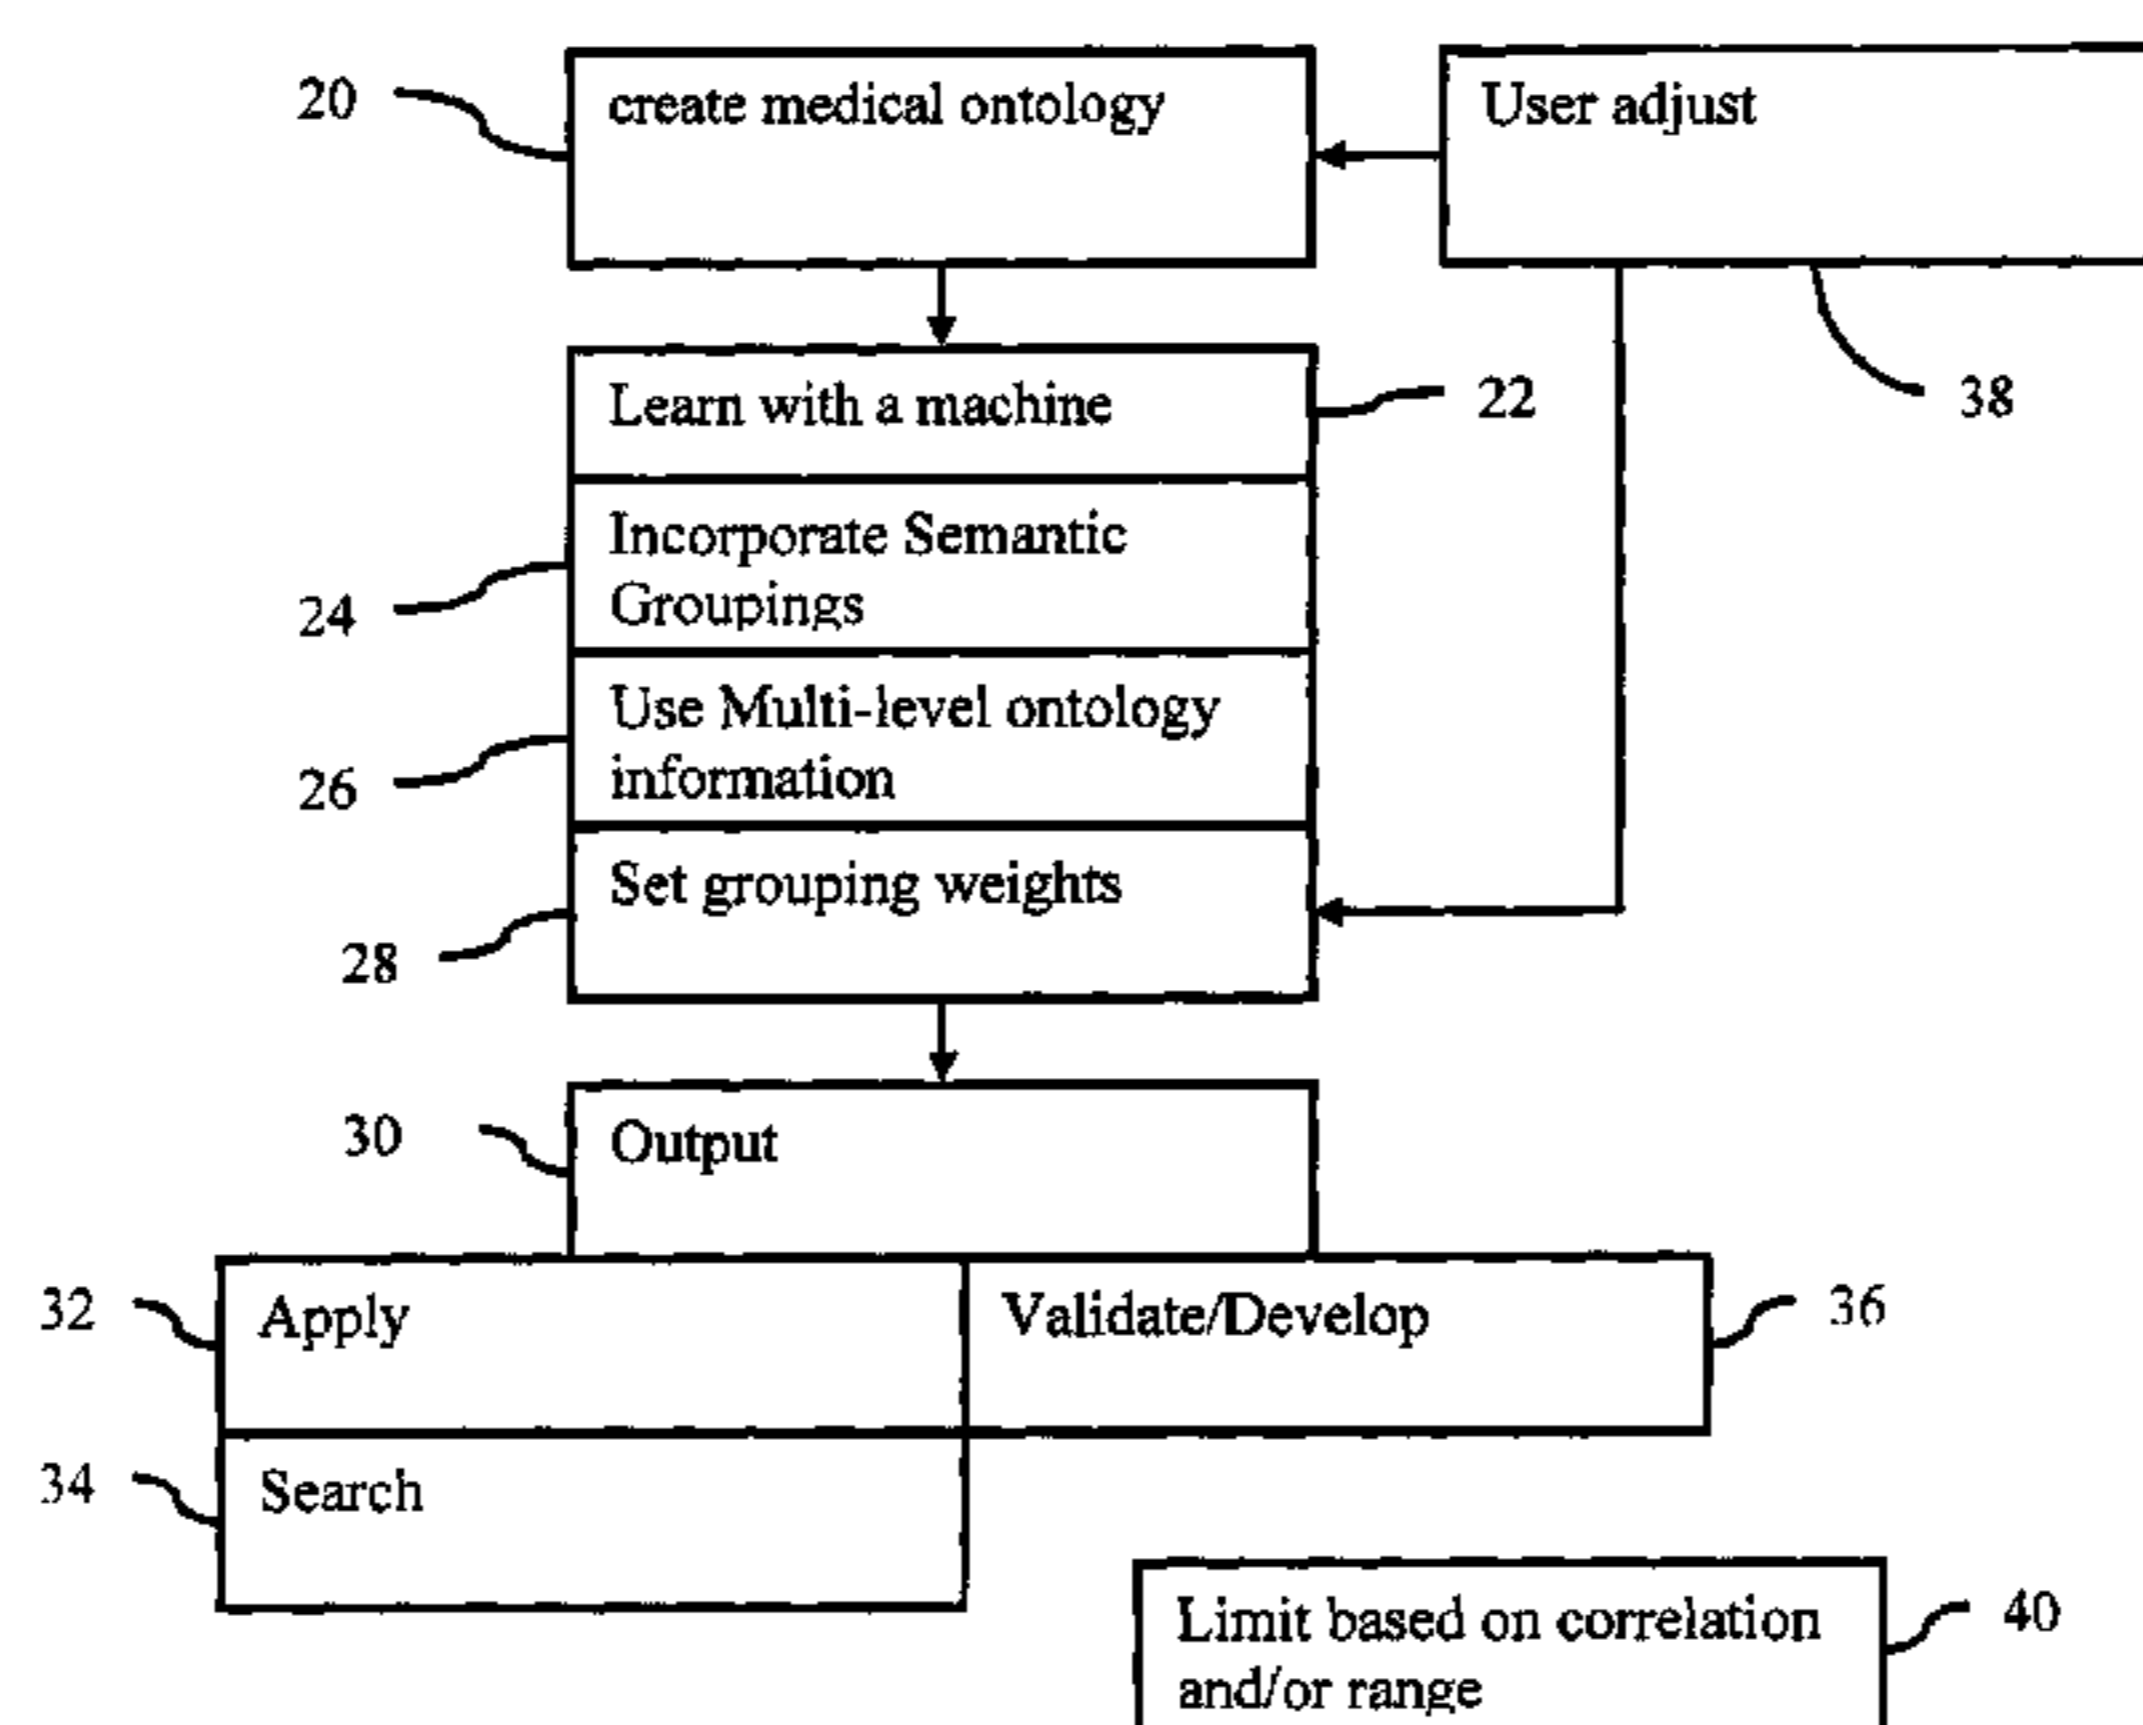 20
create medical ontology
User adjust
Learn with a machine
22
38
Incorporate Semantic
Groupings
24
Use Multi-level ontology
information
26
Set grouping weights
28
Output
30
32
Apply
Validate/Develop
36
34
Search
Limit based on correlation
and/or range
40